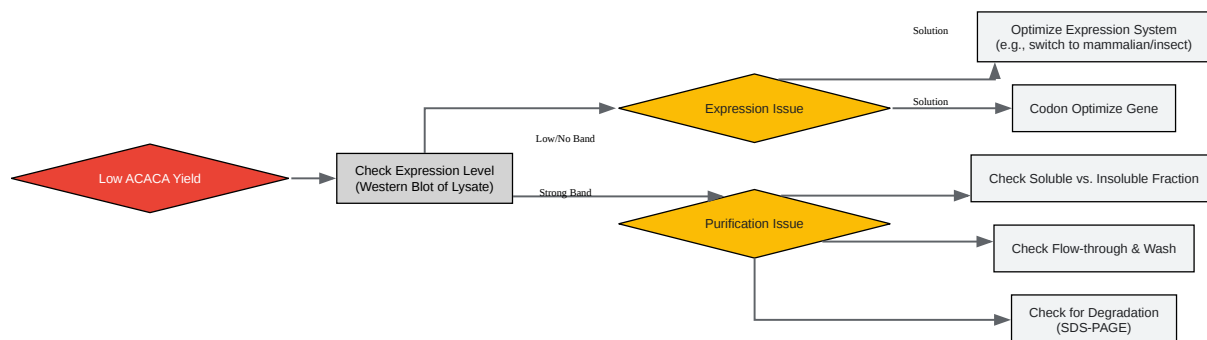 Solution
Optimize Expression System
(e.g., switch to mammalian/insect)
Expression Issue
Solution
Codon Optimize Gene
Low/No Band
Low ACACA Yield
Check Expression Level
(Western Blot of Lysate)
Strong Band
Check Soluble vs. Insoluble Fraction
Purification Issue
Check Flow-through & Wash
Check for Degradation
(SDS-PAGE)